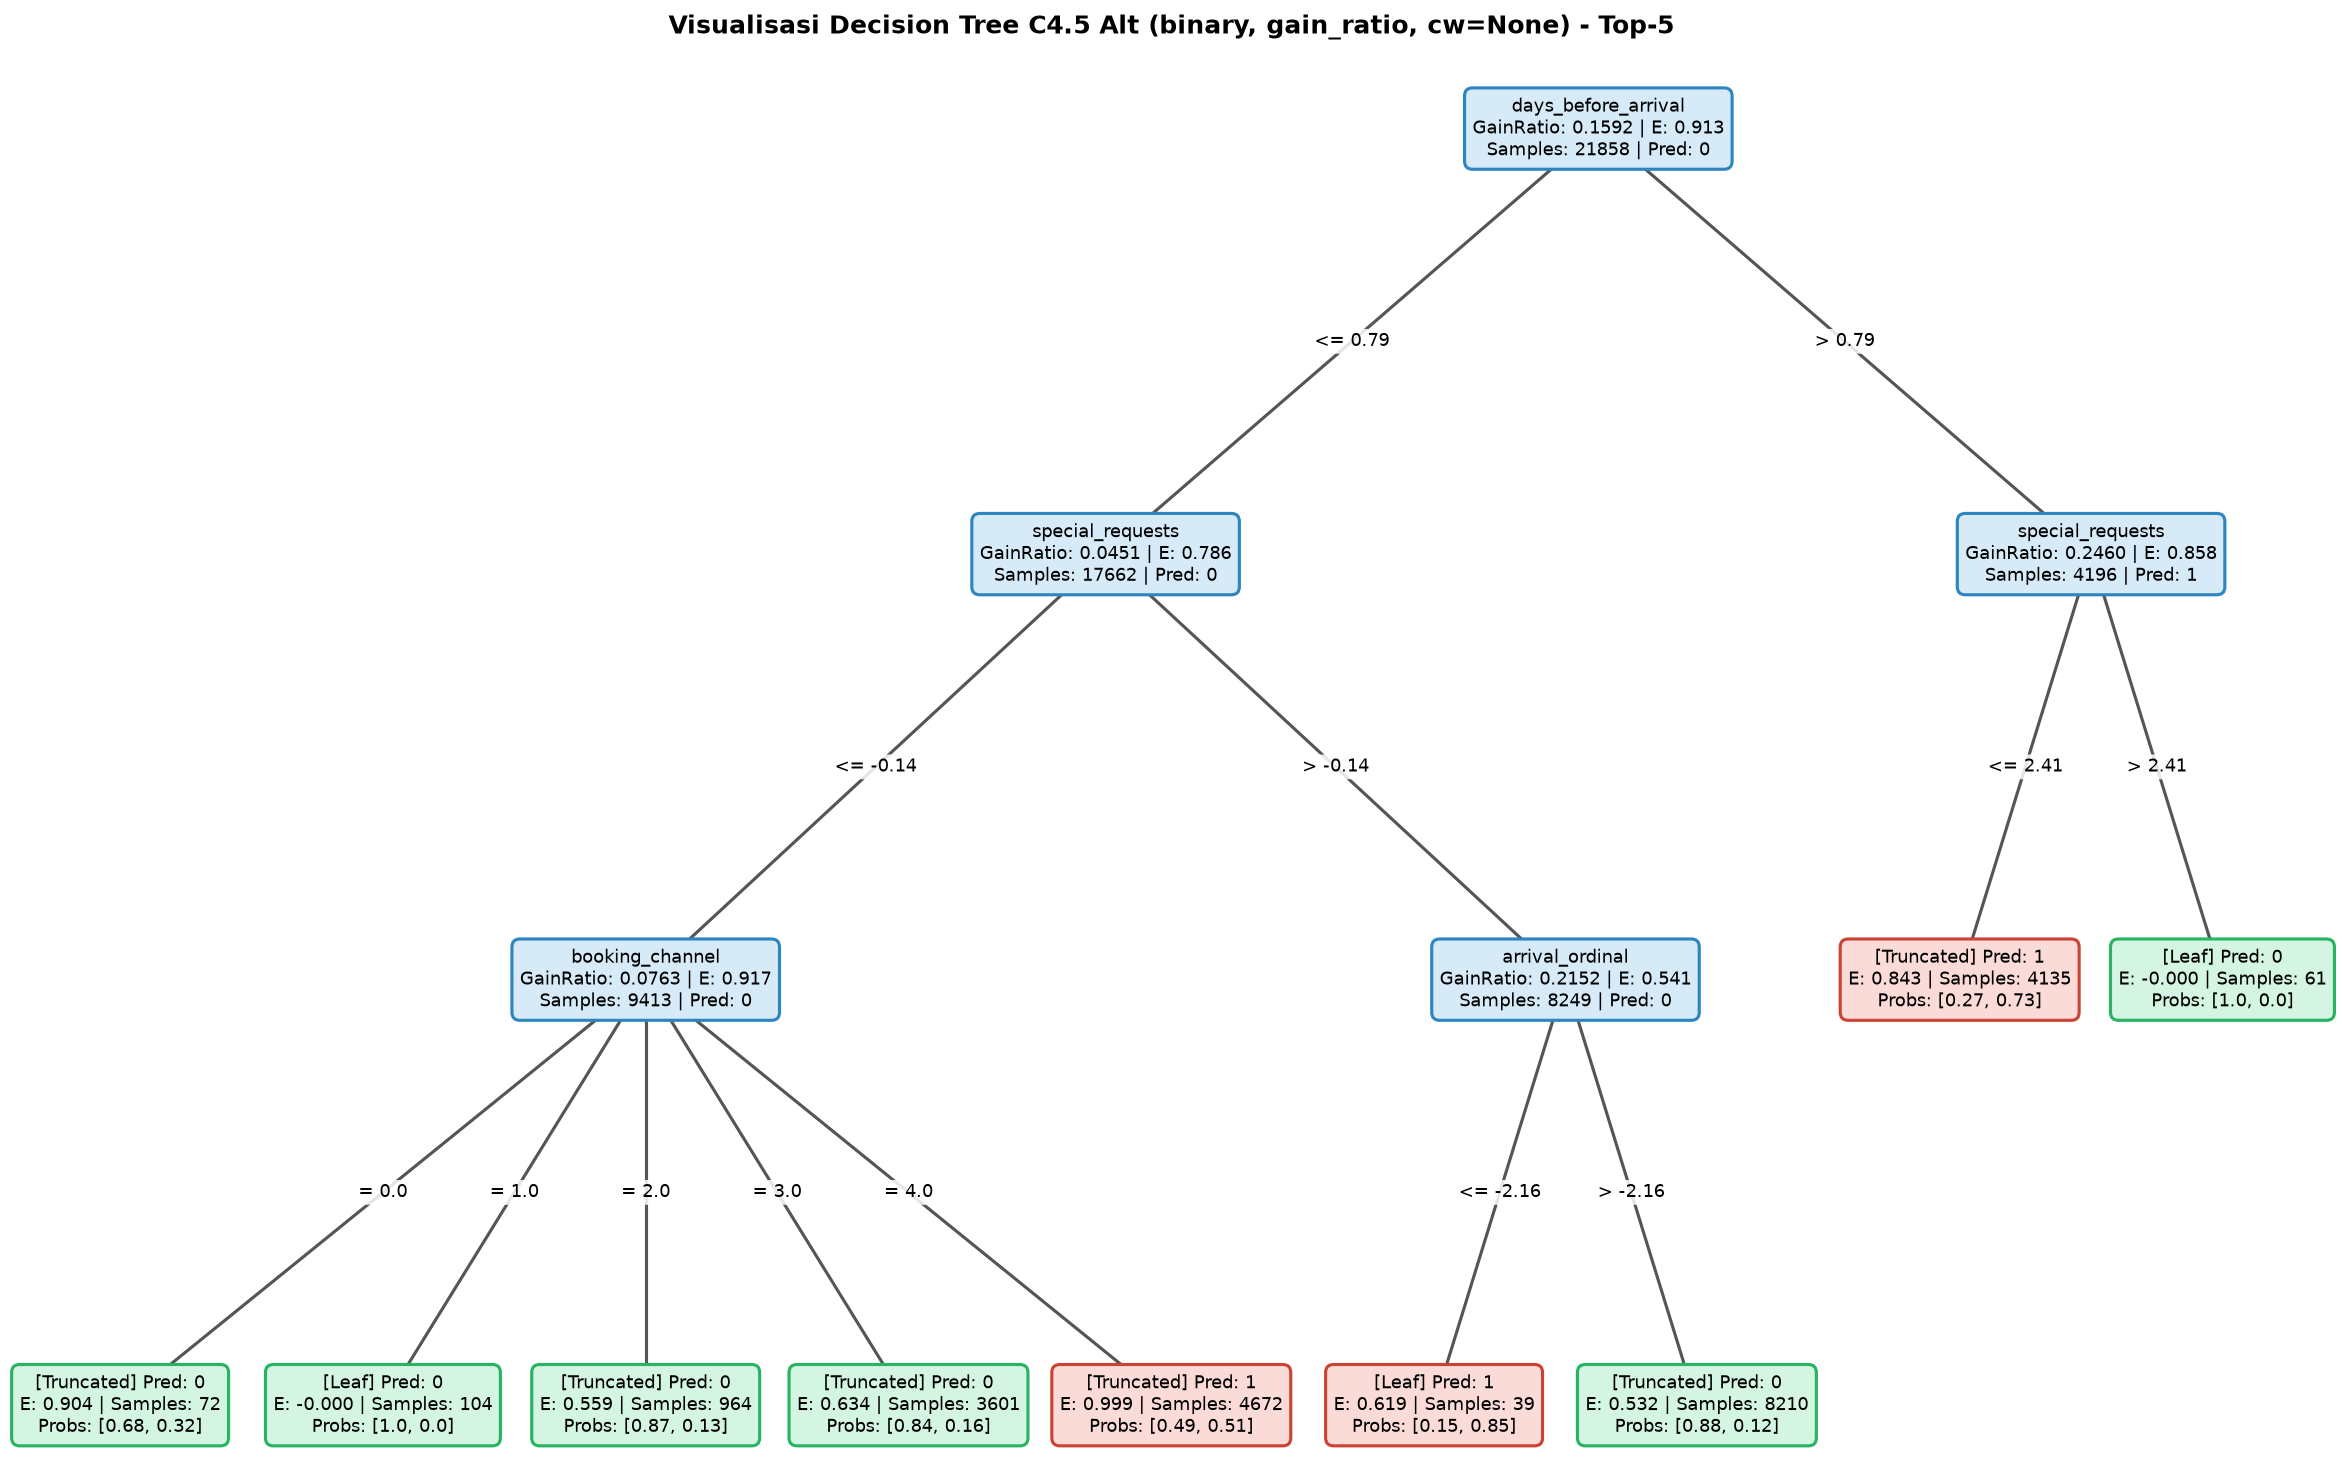 Visualisasi Decision Tree C4.5 Alt (binary, gain_ratio, cw=None) - Top-5
days_before_arrival
GainRatio: 0.1592 | E: 0.913
Samples: 21858 | Pred: 0
<= 0.79
> 0.79
special_requests
GainRatio: 0.0451 | E: 0.786
Samples: 17662 | Pred: 0
special_requests
GainRatio: 0.2460 | E: 0.858
Samples: 4196 | Pred: 1
<= -0.14
> -0.14
<= 2.41
> 2.41
booking_channel
GainRatio: 0.0763 | E: 0.917
Samples: 9413 | Pred: 0
arrival_ordinal
GainRatio: 0.2152 | E: 0.541
Samples: 8249 | Pred: 0
[Truncated] Pred: 1
E: 0.843 | Samples: 4135
Probs: [0.27, 0.73]
[Leaf] Pred: 0
E: -0.000 | Samples: 61
Probs: [1.0, 0.0]
= 0.0
= 1.0
= 2.0
= 3.0
= 4.0
<= -2.16
> -2.16
[Truncated] Pred: 0
E: 0.904 | Samples: 72
Probs: [0.68, 0.32]
[Leaf] Pred: 0
E: -0.000 | Samples: 104
Probs: [1.0, 0.0]
[Truncated] Pred: 0
E: 0.559 | Samples: 964
Probs: [0.87, 0.13]
[Truncated] Pred: 0
E: 0.634 | Samples: 3601
Probs: [0.84, 0.16]
[Truncated] Pred: 1
E: 0.999 | Samples: 4672
Probs: [0.49, 0.51]
[Leaf] Pred: 1
E: 0.619 | Samples: 39
Probs: [0.15, 0.85]
[Truncated] Pred: 0
E: 0.532 | Samples: 8210
Probs: [0.88, 0.12]